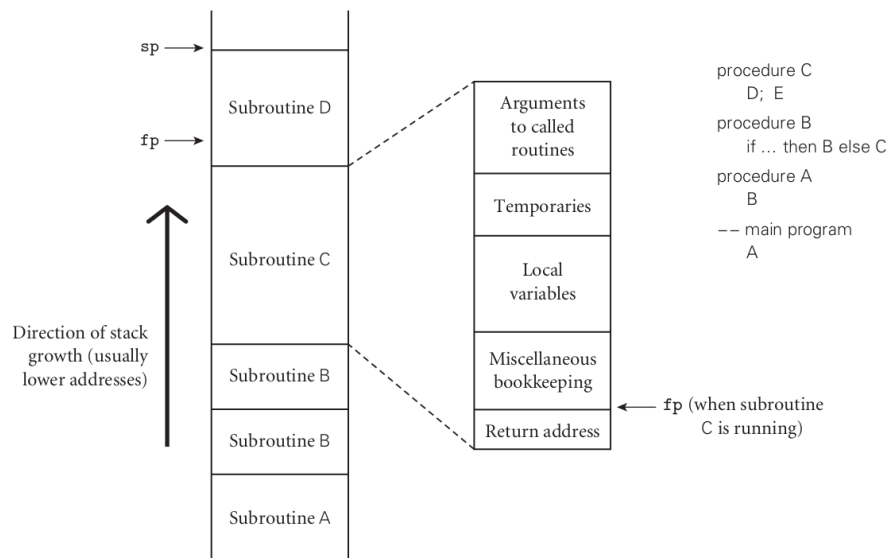 sp
Subroutine D
fp
Subroutine C
Direction of stack
growth (usually
lower addresses)
Subroutine B
Subroutine B
Subroutine A
Arguments
to called
routines
Temporaries
Local
variables
Miscellaneous
bookkeeping
Return address
fp (when subroutine
C is running)
procedure C
D; E
procedure B
if ... then B else C
procedure A
B
-- main program
A